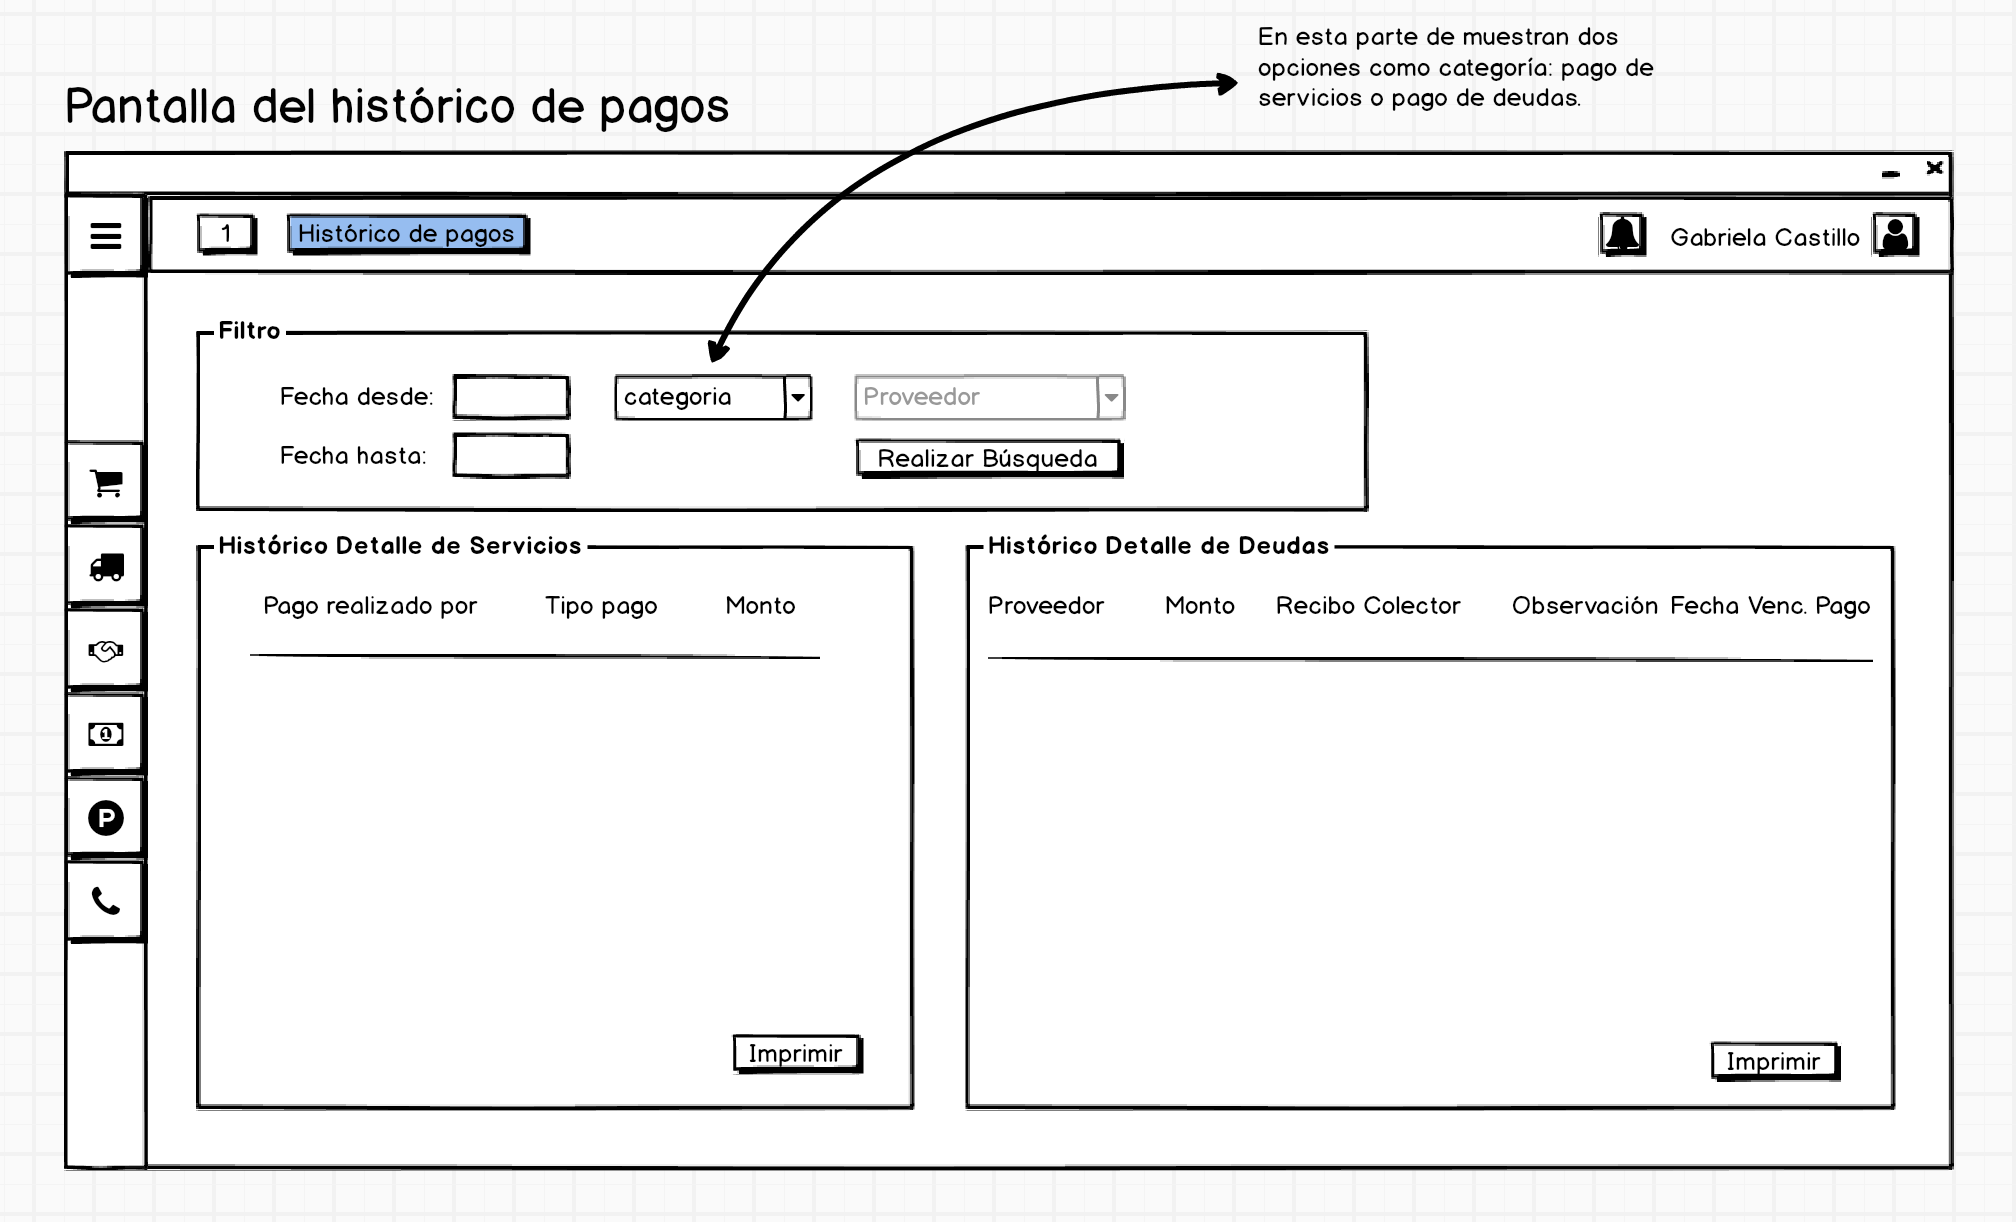 En esta parte de muestran dos
opciones como categoría: pago de
servicios o pago de deudas.
Pantalla del histórico de pagos
1
Histórico de pagos
Gabriela Castillo
Filtro
Fecha desde:
categoria
Proveedor
Fecha hasta:
Realizar Búsqueda
Histórico Detalle de Servicios
Pago realizado por
Tipo pago
Monto
Imprimir
Histórico Detalle de Deudas
Proveedor
Monto
Recibo Colector
Observación
Fecha Venc. Pago
Imprimir
1
P